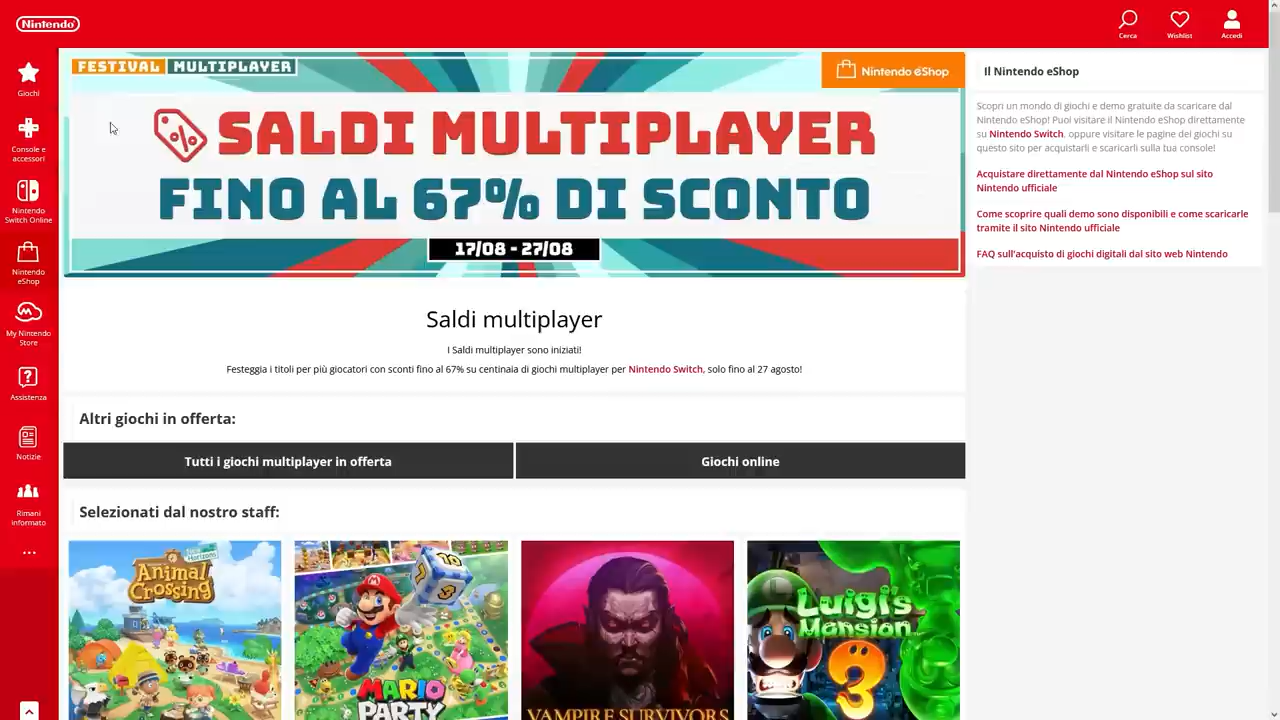 Nintendo
Cerca
Wishlist
Accedi
Giochi
Console e
accessori
Nintendo
Switch Online
Nintendo
eShop
My Nintendo
Store
Assistenza
Notizie
Rimani
informato
...
FESTIVAL MULTIPLAYER
Nintendo eShop
SALDI MULTIPLAYER
FINO AL 67% DI SCONTO
17/08 - 27/08
Saldi multiplayer
I Saldi multiplayer sono iniziati!
Festeggia i titoli per più giocatori con sconti fino al 67% su centinaia di giochi multiplayer per Nintendo Switch, solo fino al 27 agosto!
Altri giochi in offerta:
Tutti i giochi multiplayer in offerta
Giochi online
Selezionati dal nostro staff:
New Horizons
Animal
Crossing
10
3
MARIO
PARTY
VAMPIRE SURVIVORS
Luigi's
Mansion
3
Il Nintendo eShop
Scopri un mondo di giochi e demo gratuite da scaricare dal
Nintendo eShop! Puoi visitare il Nintendo eShop direttamente
su Nintendo Switch, oppure visitare le pagine dei giochi su
questo sito per acquistarli e scaricarli sulla tua console!
Acquistare direttamente dal Nintendo eShop sul sito
Nintendo ufficiale
Come scoprire quali demo sono disponibili e come scaricarle
tramite il sito Nintendo ufficiale
FAQ sull'acquisto di giochi digitali dal sito web Nintendo